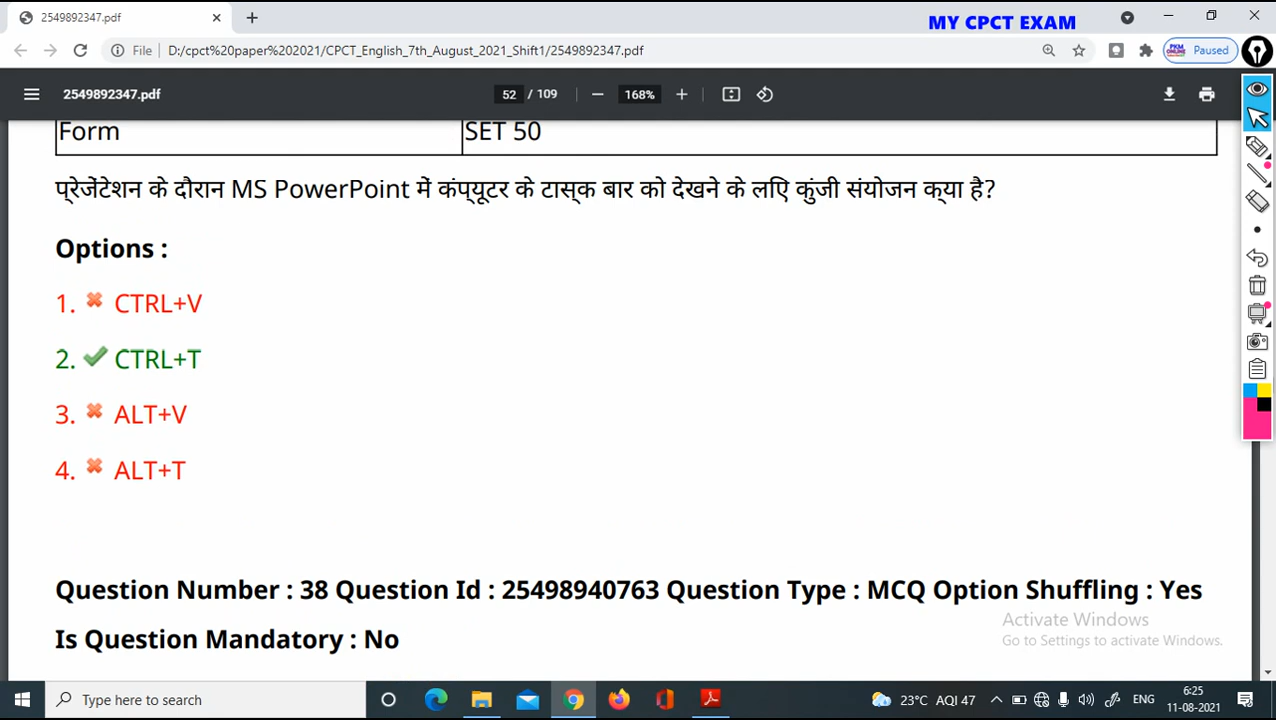 2549892347.pdf
MY CPCT EXAM
File D:/cpct%20paper%202021/CPCT_English_7th_August_2021_Shift1/2549892347.pdf
Paused
2549892347.pdf 52 / 109 168%
Form SET 50
प्रेजेंटेशन के दौरान MS PowerPoint में कंप्यूटर के टास्क बार को देखने के लिए कुंजी संयोजन क्या है?
Options :
1. CTRL+V
2. CTRL+T
3. ALT+V
4. ALT+T
Question Number : 38 Question Id : 25498940763 Question Type : MCQ Option Shuffling : Yes
Is Question Mandatory : No
Activate Windows
Go to Settings to activate Windows.
Type here to search
23°C AQI 47
ENG
6:25
11-08-2021